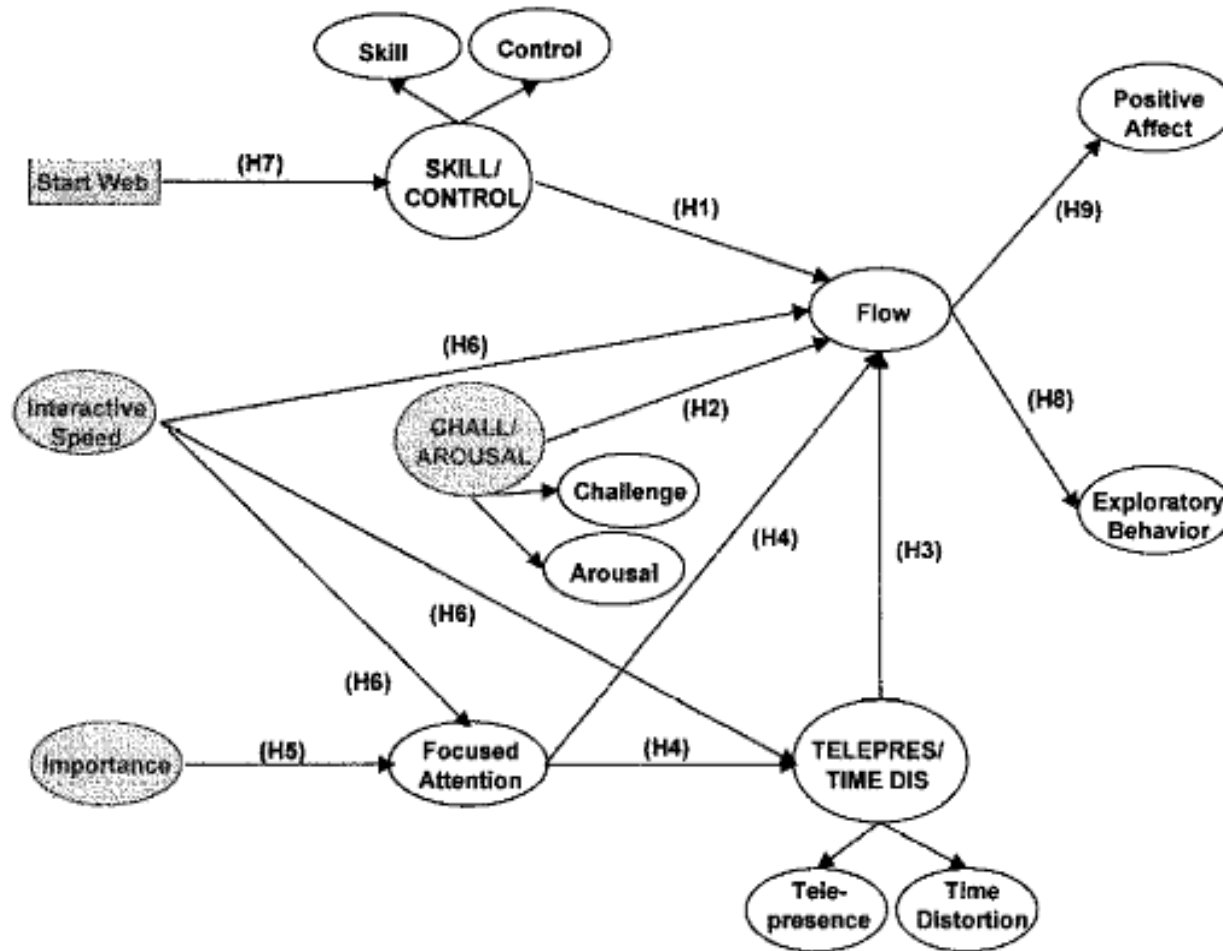 Skill
Control
Positive
Affect
Start Web
(H7)
SKILL/
CONTROL
(H1)
(H9)
Flow
(H6)
Interactive
Speed
CHALL/
AROUSAL
(H2)
(H8)
Challenge
Exploratory
Behavior
(H4)
(H3)
Arousal
(H6)
(H6)
Importance
(H5)
Focused
Attention
(H4)
TELEPRES/
TIME DIS
Tele-
presence
Time
Distortion